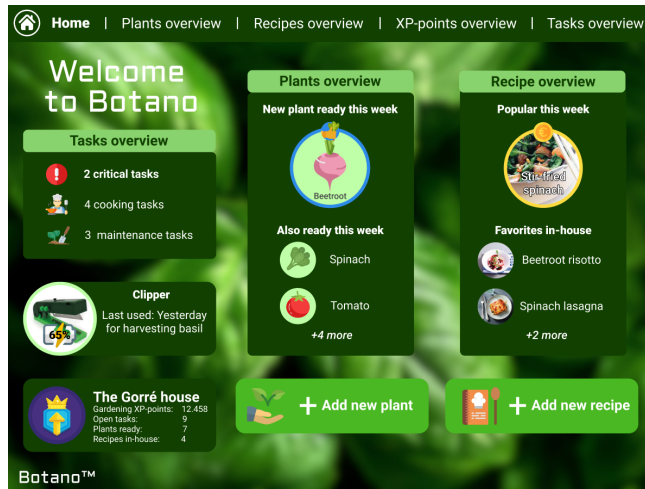 Home | Plants overview | Recipes overview | XP-points overview | Tasks overview
Welcome
to Botano
Tasks overview
2 critical tasks
4 cooking tasks
3 maintenance tasks
Clipper
Last used: Yesterday
for harvesting basil
65%
The Gorré house
Gardening XP-points: 12.458
Open tasks: 9
Plants ready: 7
Recipes in-house: 4
Plants overview
New plant ready this week
Beetroot
Also ready this week
Spinach
Tomato
+4 more
+ Add new plant
Recipe overview
Popular this week
Stir-fried
spinach
Favorites in-house
Beetroot risotto
Spinach lasagna
+2 more
+ Add new recipe
Botano™